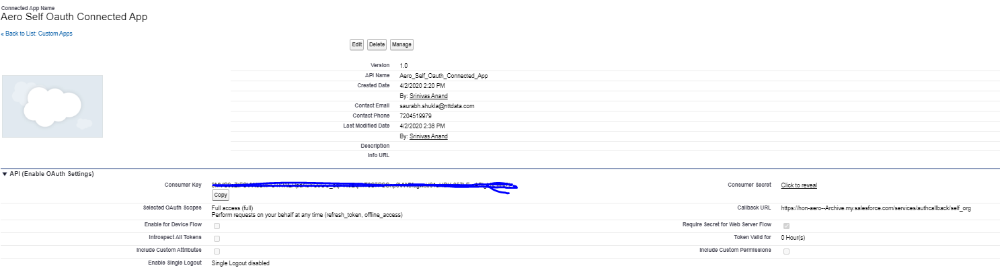 Connected App Name
Aero Self Oauth Connected App
« Back to List: Custom Apps
Edit Delete Manage
Version 1.0
API Name Aero_Self_Oauth_Connected_App
Created Date 4/2/2020 2:20 PM
By: Srinivas Anand
Contact Email saurabh.shukla@nttdata.com
Contact Phone 7204519979
Last Modified Date 4/2/2020 2:36 PM
By: Srinivas Anand
Description
Info URL
▼ API (Enable OAuth Settings)
Consumer Key Consumer Secret Click to reveal
Copy
Selected OAuth Scopes Full access (full) Callback URL https://hon-aero--Archive.my.salesforce.com/services/authcallback/self_org
Perform requests on your behalf at any time (refresh_token, offline_access)
Enable for Device Flow Require Secret for Web Server Flow
Introspect All Tokens Token Valid for 0 Hour(s)
Include Custom Attributes Include Custom Permissions
Enable Single Logout Single Logout disabled